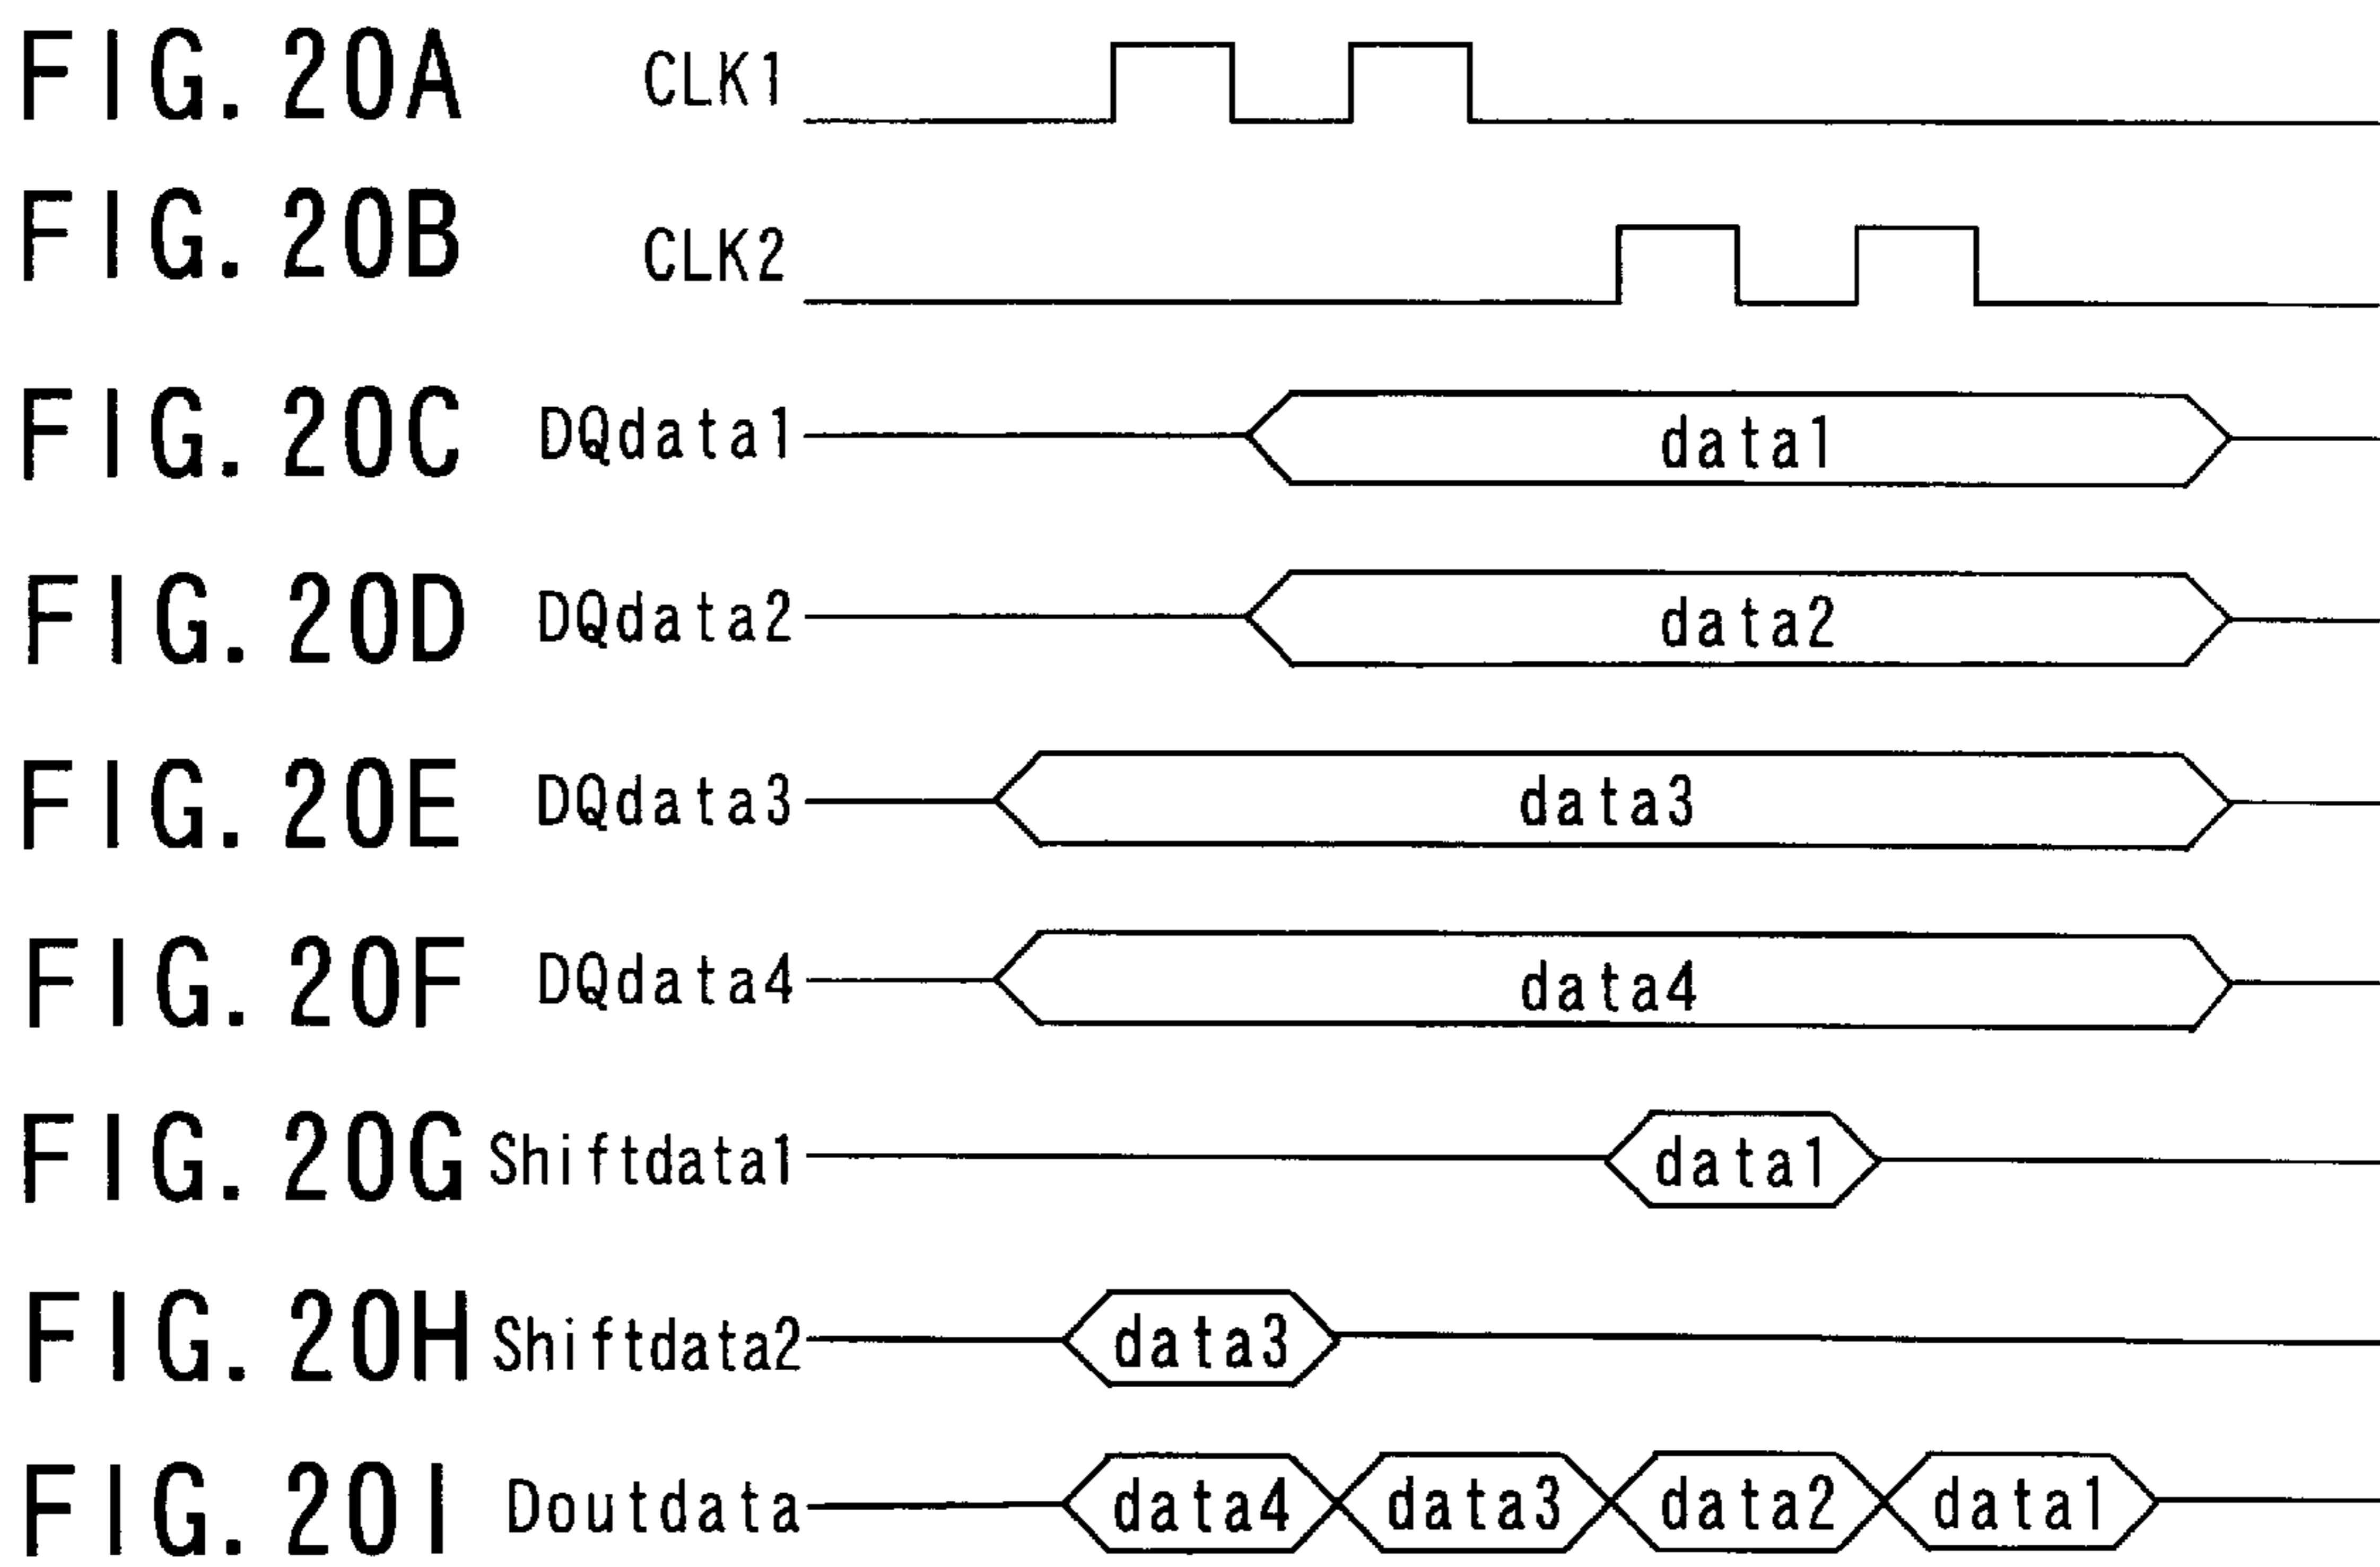 FIG. 20A CLK1
FIG. 20B CLK2
FIG. 20C DQdata1 data1
FIG. 20D DQdata2 data2
FIG. 20E DQdata3 data3
FIG. 20F DQdata4 data4
FIG. 20G Shiftdata1 data1
FIG. 20H Shiftdata2 data3
FIG. 20I Doutdata data4 data3 data2 data1